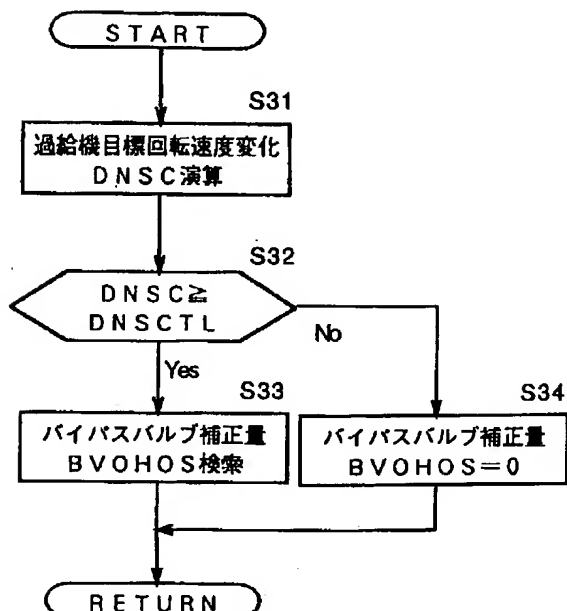 START
S31
過給機目標回転速度変化
DNSC演算
S32
DNSC≧
DNSCTL
No
Yes
S33
バイパスバルブ補正量
BVOHOS検索
S34
バイパスバルブ補正量
BVOHOS=0
RETURN